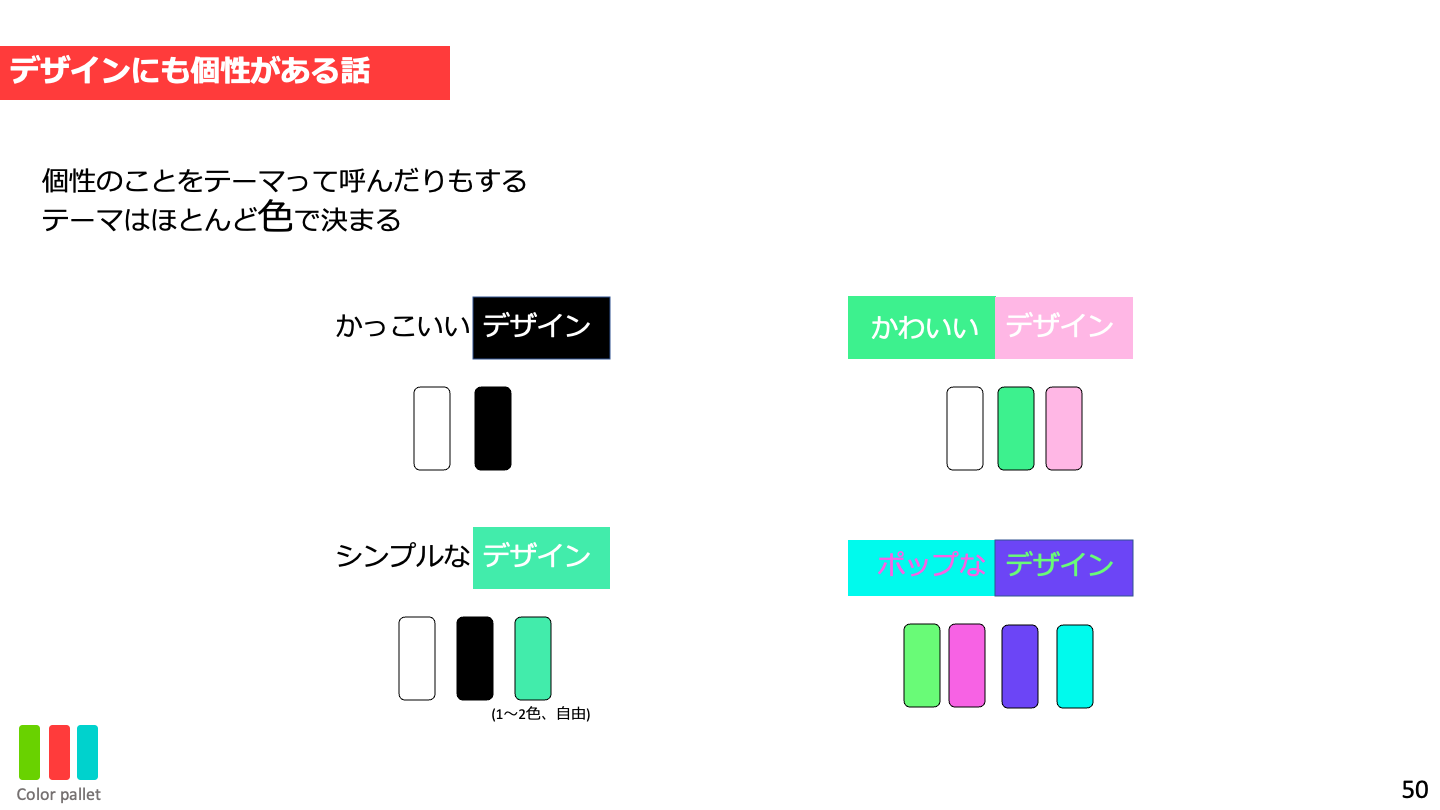 デザインにも個性がある話
個性のことをテーマって呼んだりもする
テーマはほとんど色で決まる
かっこいいデザイン
かわいいデザイン
シンプルなデザイン
ポップなデザイン
(1〜2色、自由)
Color pallet
50